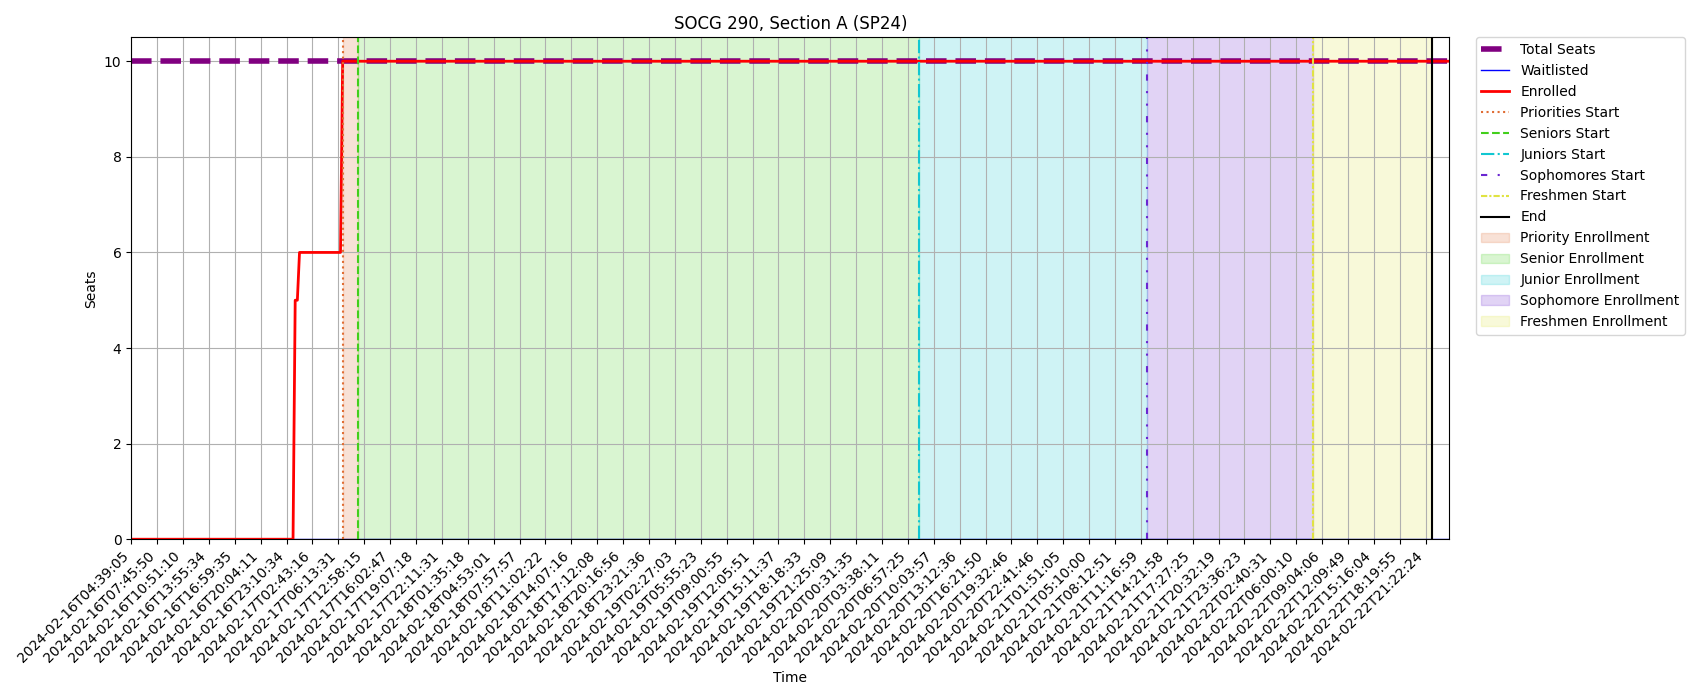 SOCG 290, Section A (SP24)
10
8
6
4
2
0
Seats
2024-02-16T04:39:05
2024-02-16T07:45:50
2024-02-16T10:51:10
2024-02-16T13:55:34
2024-02-16T16:59:35
2024-02-16T20:04:11
2024-02-16T23:10:34
2024-02-17T02:43:16
2024-02-17T06:13:31
2024-02-17T12:58:15
2024-02-17T16:02:47
2024-02-17T19:07:18
2024-02-17T22:11:31
2024-02-18T01:35:18
2024-02-18T04:53:01
2024-02-18T07:57:57
2024-02-18T11:02:22
2024-02-18T14:07:16
2024-02-18T17:12:08
2024-02-18T20:16:56
2024-02-18T23:21:36
2024-02-19T02:27:03
2024-02-19T05:55:23
2024-02-19T09:00:55
2024-02-19T12:05:51
2024-02-19T15:11:37
2024-02-19T18:18:33
2024-02-19T21:25:09
2024-02-20T00:31:35
2024-02-20T03:38:11
2024-02-20T06:57:25
2024-02-20T10:03:57
2024-02-20T13:12:36
2024-02-20T16:21:50
2024-02-20T19:32:46
2024-02-20T22:41:46
2024-02-21T01:51:05
2024-02-21T05:10:00
2024-02-21T08:12:51
2024-02-21T11:16:59
2024-02-21T14:21:58
2024-02-21T17:27:25
2024-02-21T20:32:19
2024-02-21T23:36:23
2024-02-22T02:40:31
2024-02-22T06:00:10
2024-02-22T09:04:06
2024-02-22T12:09:49
2024-02-22T15:16:04
2024-02-22T18:19:55
2024-02-22T21:22:24
Time
Total Seats
Waitlisted
Enrolled
Priorities Start
Seniors Start
Juniors Start
Sophomores Start
Freshmen Start
End
Priority Enrollment
Senior Enrollment
Junior Enrollment
Sophomore Enrollment
Freshmen Enrollment